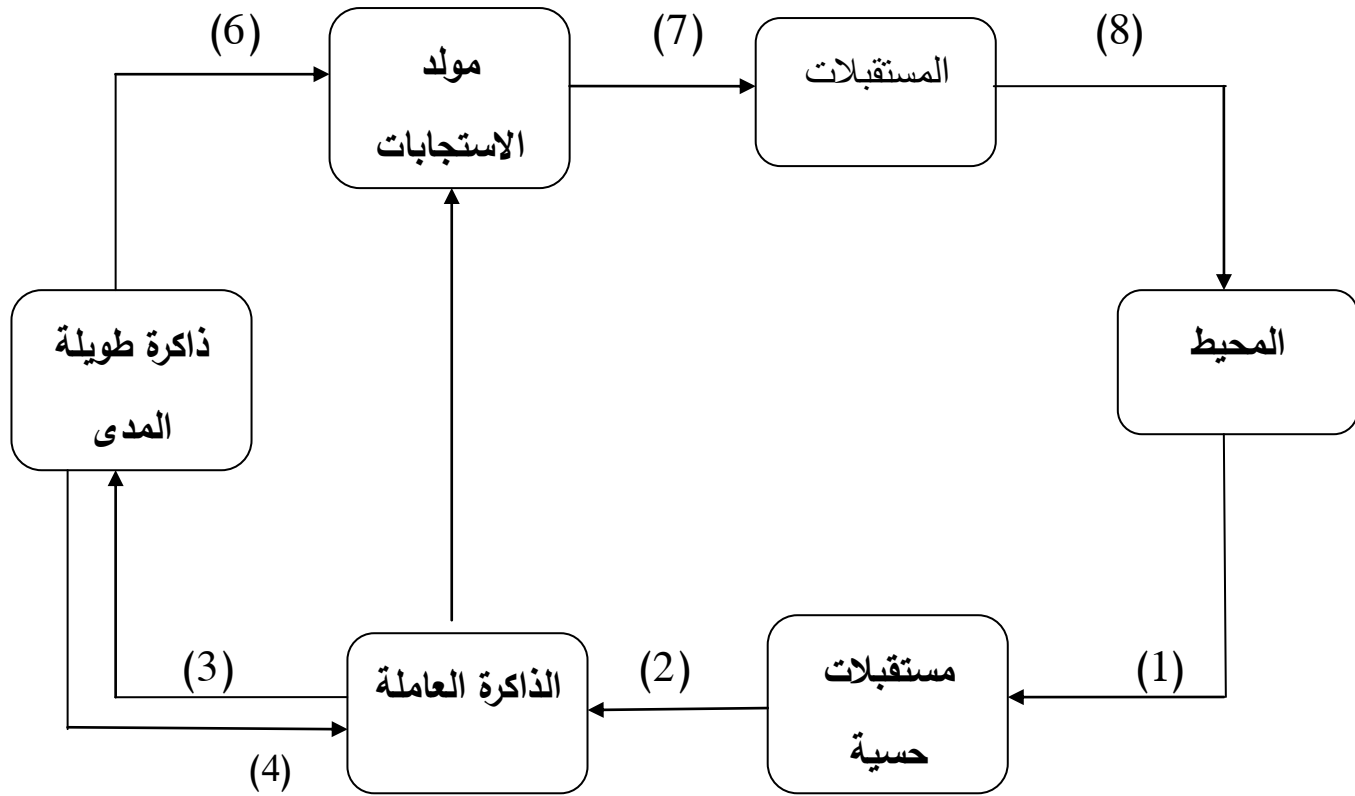 (6)
مولد
الاستجابات
(7)
المستقبلات
(8)
ذاكرة طويلة
المدى
المحيط
(3)
(4)
الذاكرة العاملة
(2)
مستقبلات
حسية
(1)